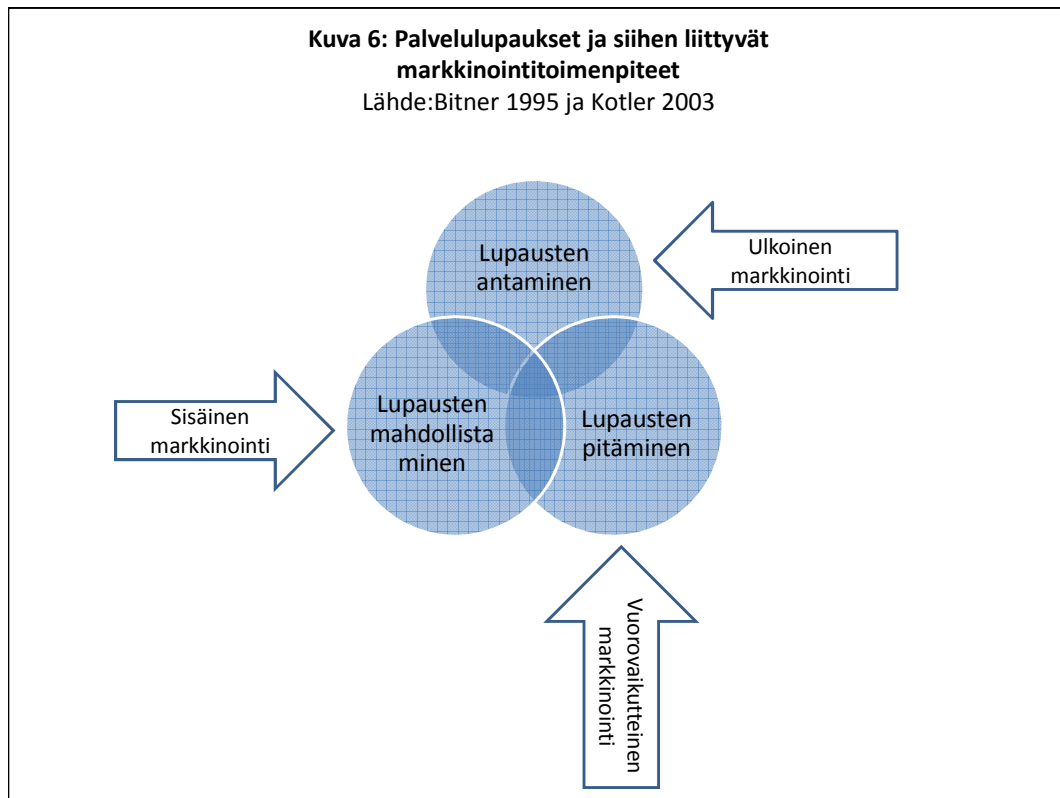 Kuva 6: Palvelulupaukset ja siihen liittyvät
markkinointitoimenpiteet
Lähde:Bitner 1995 ja Kotler 2003
Lupausten
antaminen
Ulkoinen
markkinointi
Sisäinen
markkinointi
Lupausten
mahdollista
minen
Lupausten
pitäminen
Vuorovaikutteinen
markkinointi